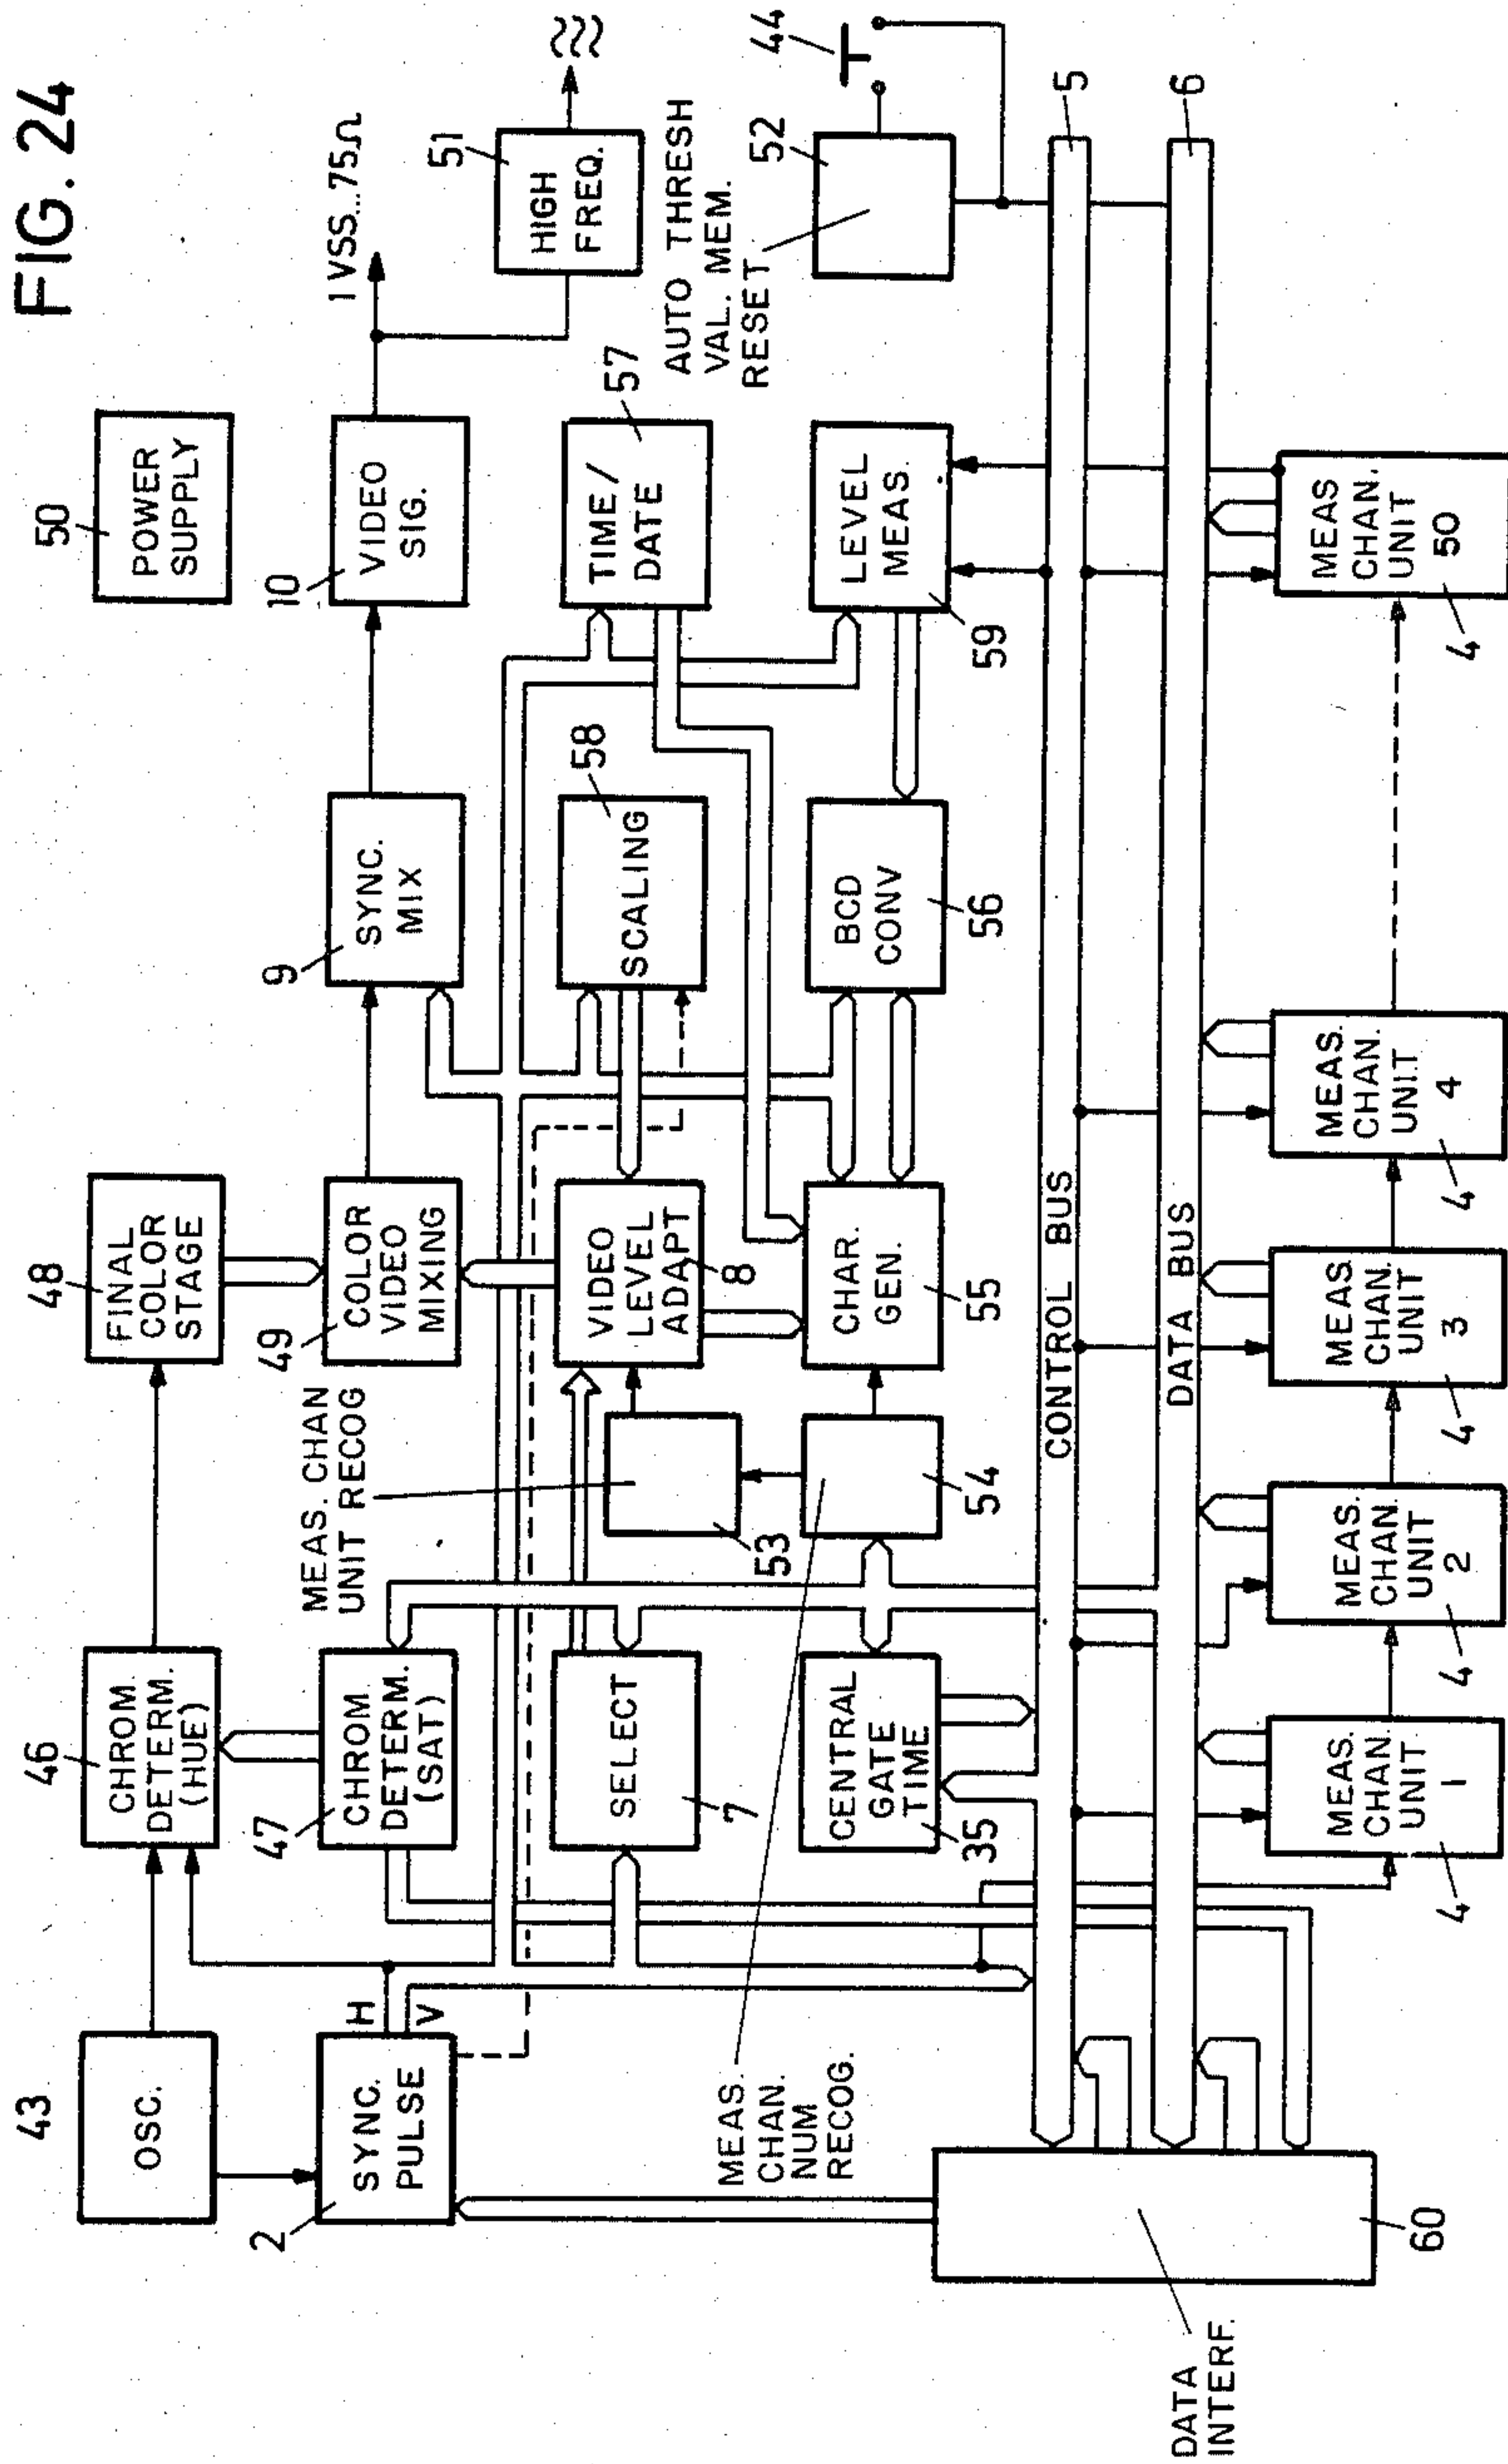 FIG. 24
43
OSC.
46
CHROM.
DETERM.
(HUE)
48
FINAL
COLOR
STAGE
50
POWER
SUPPLY
2
SYNC.
PULSE
H
V
47
CHROM
DETERM.
(SAT)
49
COLOR
VIDEO
MIXING
9
SYNC.
MIX
10
VIDEO
SIG.
1 VSS...75Ω
MEAS. CHAN
UNIT RECOG
SELECT
7
53
VIDEO
LEVEL
ADAPT
8
SCALING
58
TIME/
DATE
57
51
HIGH
FREQ.
AUTO THRESH
VAL. MEM.
RESET
MEAS.
CHAN.
NUM
RECOG.
CENTRAL
GATE
TIME
35
54
CHAR.
GEN.
55
BCD
CONV
56
LEVEL
MEAS.
59
52
44
CONTROL BUS
5
DATA BUS
6
DATA
INTERF.
60
MEAS.
CHAN.
UNIT
1
4
MEAS.
CHAN.
UNIT
2
4
MEAS.
CHAN.
UNIT
3
4
MEAS.
CHAN.
UNIT
4
4
MEAS
CHAN.
UNIT
50
4